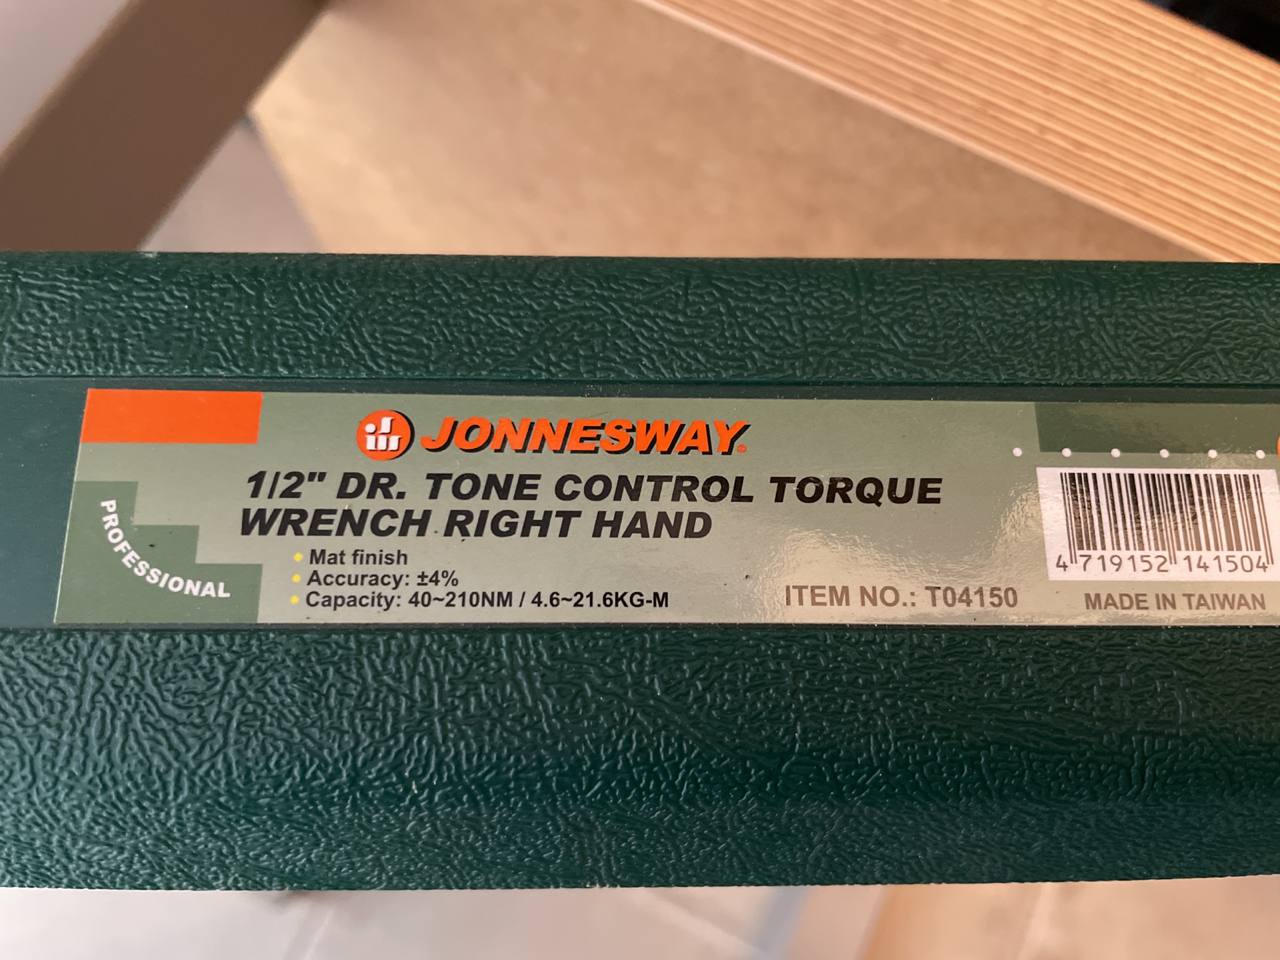 JONNESWAY
1/2" DR. TONE CONTROL TORQUE
WRENCH RIGHT HAND
PROFESSIONAL
• Mat finish
• Accuracy: ±4%
• Capacity: 40~210NM / 4.6~21.6KG-M
ITEM NO.: T04150
4 719152 141504
MADE IN TAIWAN